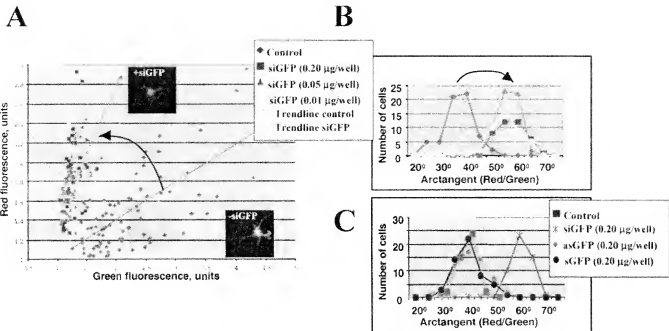 A
+siGFP
-siGFP
Red fluorescence, units
Green fluorescence, units
Control
siGFP (0.20 µg/well)
siGFP (0.05 µg/well)
siGFP (0.01 µg/well)
Trendline control
Trendline siGFP
B
Number of cells
25
20
15
10
5
0
20° 30° 40° 50° 60° 70°
Arctangent (Red/Green)
C
Number of cells
30
20
10
0
20° 30° 40° 50° 60° 70°
Arctangent (Red/Green)
Control
siGFP (0.20 µg/well)
asGFP (0.20 µg/well)
sGFP (0.20 µg/well)